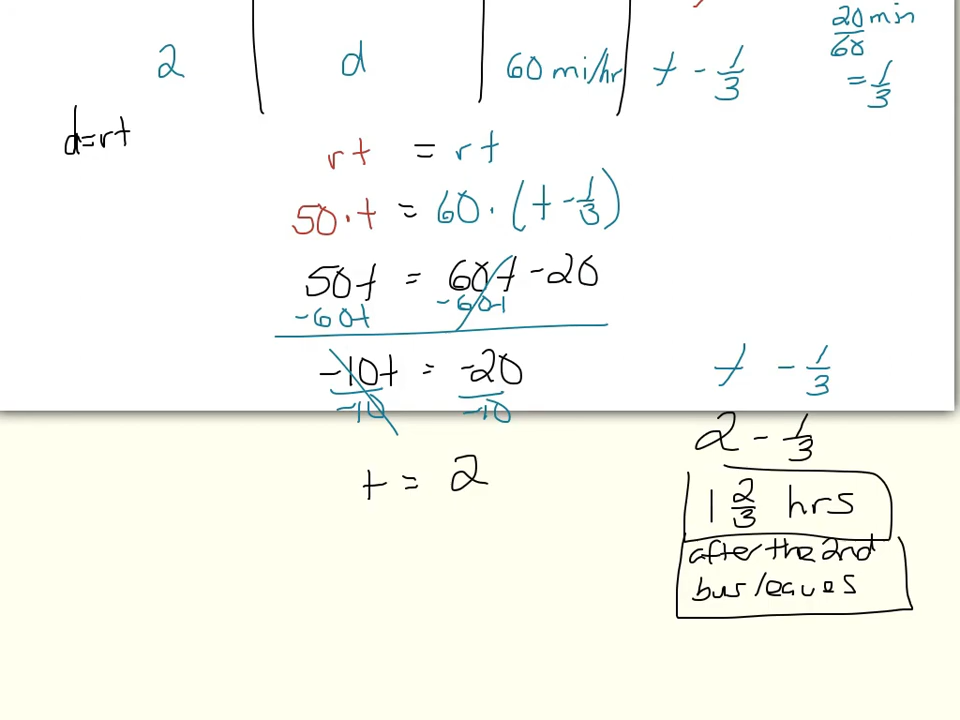 20 min
60
= 1/3
2 | d | 60 mi/hr | t - 1/3
d=rt
rt = rt
50·t = 60·(t - 1/3)
50t = 60t - 20
-60t -60t
-10t = -20
-10 -10
t = 2
t - 1/3
2 - 1/3
1 2/3 hrs
after the 2nd
bus leaves